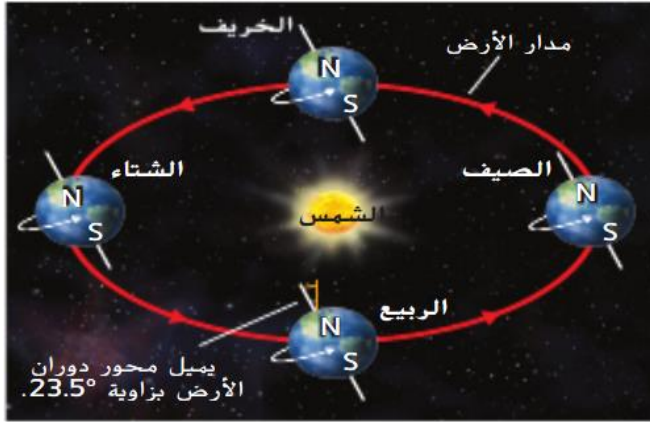 الخريف
N
S
مدار الأرض
الشتاء
N
S
الشمس
الصيف
N
S
الربيع
N
S
يميل محور دوران
الأرض بزاوية 23.5°.